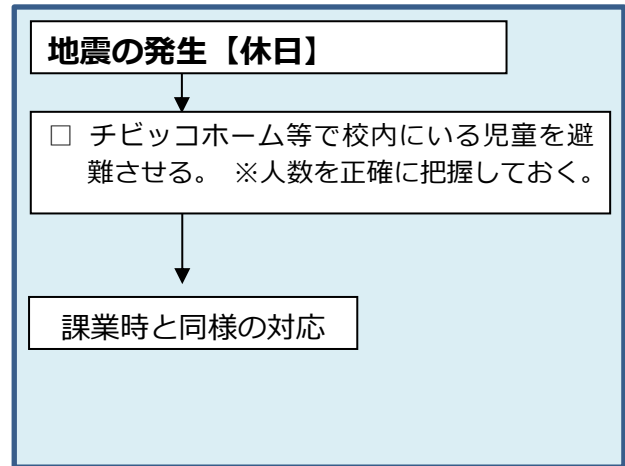 地震の発生【休日】
□ チビッコホーム等で校内にいる児童を避
難させる。 ※人数を正確に把握しておく。
課業時と同様の対応